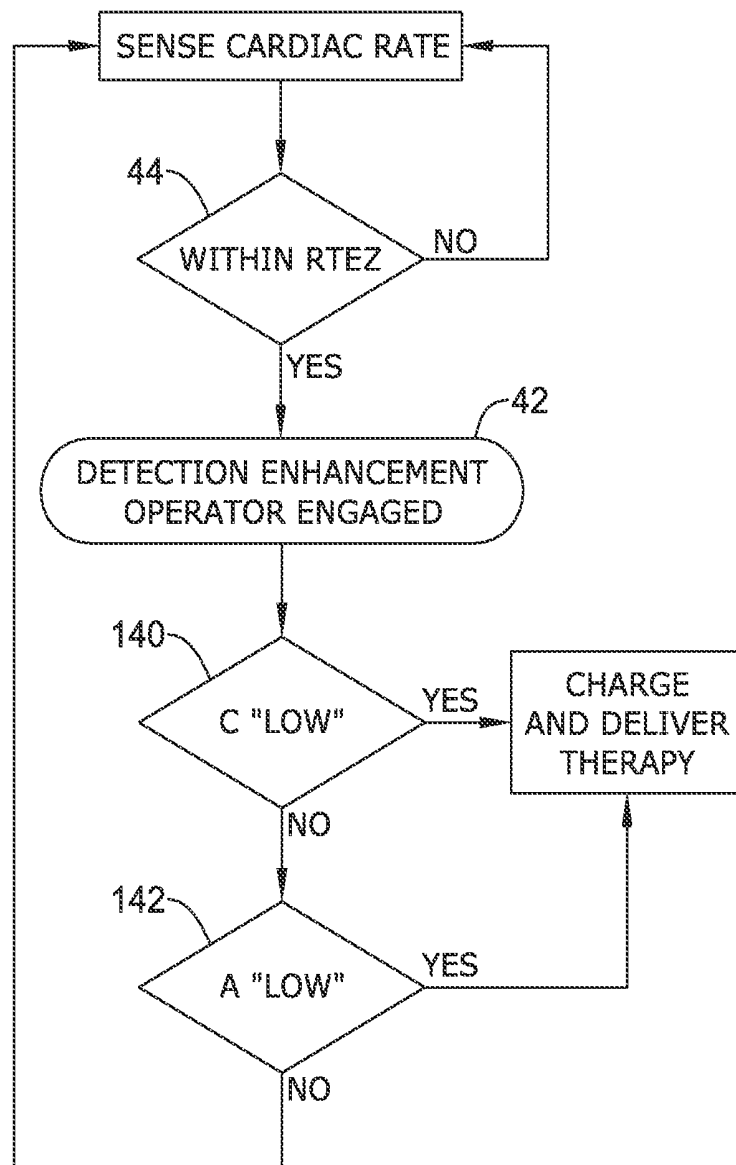 SENSE CARDIAC RATE
44
WITHIN RTEZ
NO
YES
42
DETECTION ENHANCEMENT
OPERATOR ENGAGED
140
C "LOW"
YES
CHARGE
AND DELIVER
THERAPY
NO
142
A "LOW"
YES
NO